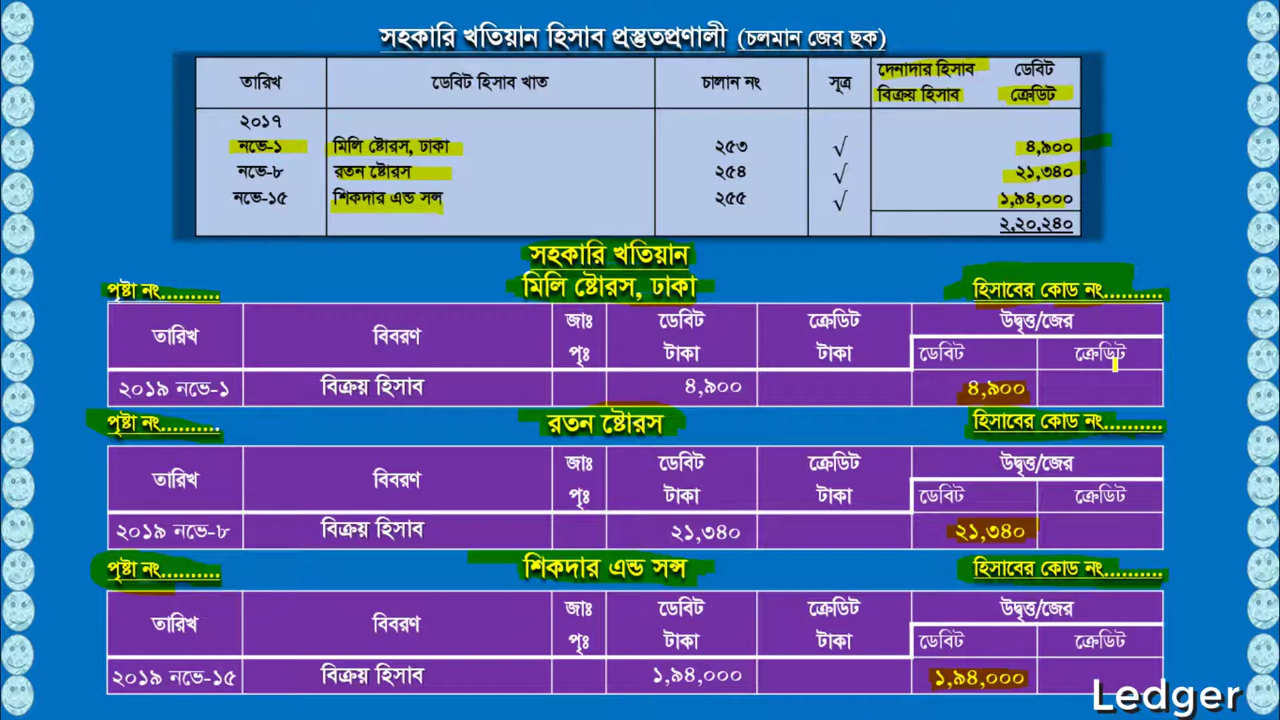 সহকারি খতিয়ান হিসাব প্রস্তুতপ্রণালী (চলমান জের ছক)
তারিখ ডেবিট হিসাব খাত চালান নং সূত্র দেনাদার হিসাব ডেবিট
বিক্রয় হিসাব ক্রেডিট
২০১৭
নভে-১ মিলি ষ্টোরস, ঢাকা ২৫৩ √ ৪,৯০০
নভে-৮ রতন ষ্টোরস ২৫৪ √ ২১,৩৪০
নভে-১৫ শিকদার এন্ড সন্স ২৫৫ √ ১,৯৪,০০০
২,২০,২৪০
সহকারি খতিয়ান
মিলি ষ্টোরস, ঢাকা
পৃষ্টা নং.......... হিসাবের কোড নং..........
তারিখ বিবরণ জাঃ পৃঃ ডেবিট টাকা ক্রেডিট টাকা উদ্বৃত্ত/জের
ডেবিট ক্রেডিট
২০১৯ নভে-১ বিক্রয় হিসাব ৪,৯০০ ৪,৯০০
পৃষ্টা নং.......... রতন ষ্টোরস হিসাবের কোড নং..........
তারিখ বিবরণ জাঃ পৃঃ ডেবিট টাকা ক্রেডিট টাকা উদ্বৃত্ত/জের
ডেবিট ক্রেডিট
২০১৯ নভে-৮ বিক্রয় হিসাব ২১,৩৪০ ২১,৩৪০
পৃষ্টা নং.......... শিকদার এন্ড সন্স হিসাবের কোড নং..........
তারিখ বিবরণ জাঃ পৃঃ ডেবিট টাকা ক্রেডিট টাকা উদ্বৃত্ত/জের
ডেবিট ক্রেডিট
২০১৯ নভে-১৫ বিক্রয় হিসাব ১,৯৪,০০০ ১,৯৪,০০০
Ledger